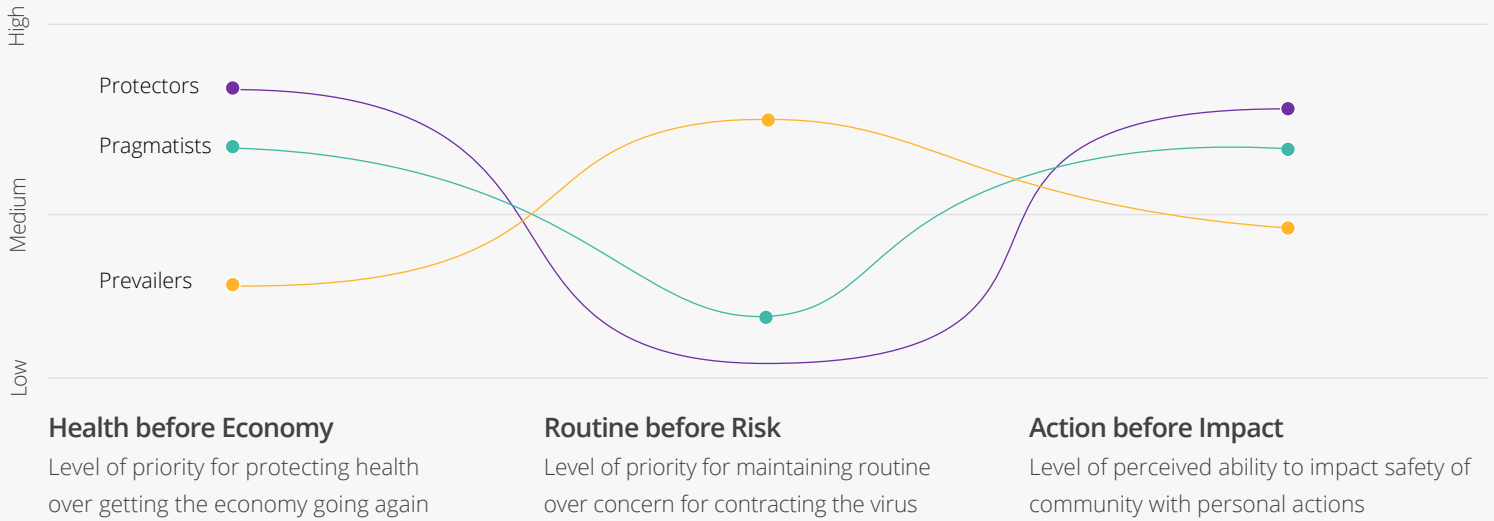 High
Protectors
Pragmatists
Medium
Prevailers
Low
Health before Economy
Level of priority for protecting health
over getting the economy going again
Routine before Risk
Level of priority for maintaining routine
over concern for contracting the virus
Action before Impact
Level of perceived ability to impact safety of
community with personal actions